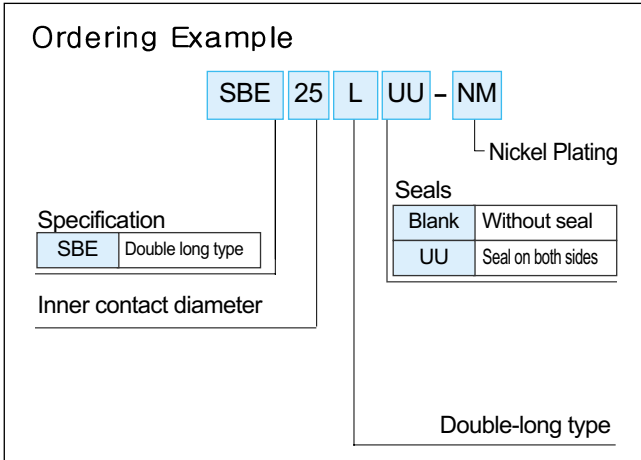 Ordering Example
SBE 25 L UU - NM
Nickel Plating
Seals
Blank Without seal
UU Seal on both sides
Specification
SBE Double long type
Inner contact diameter
Double-long type